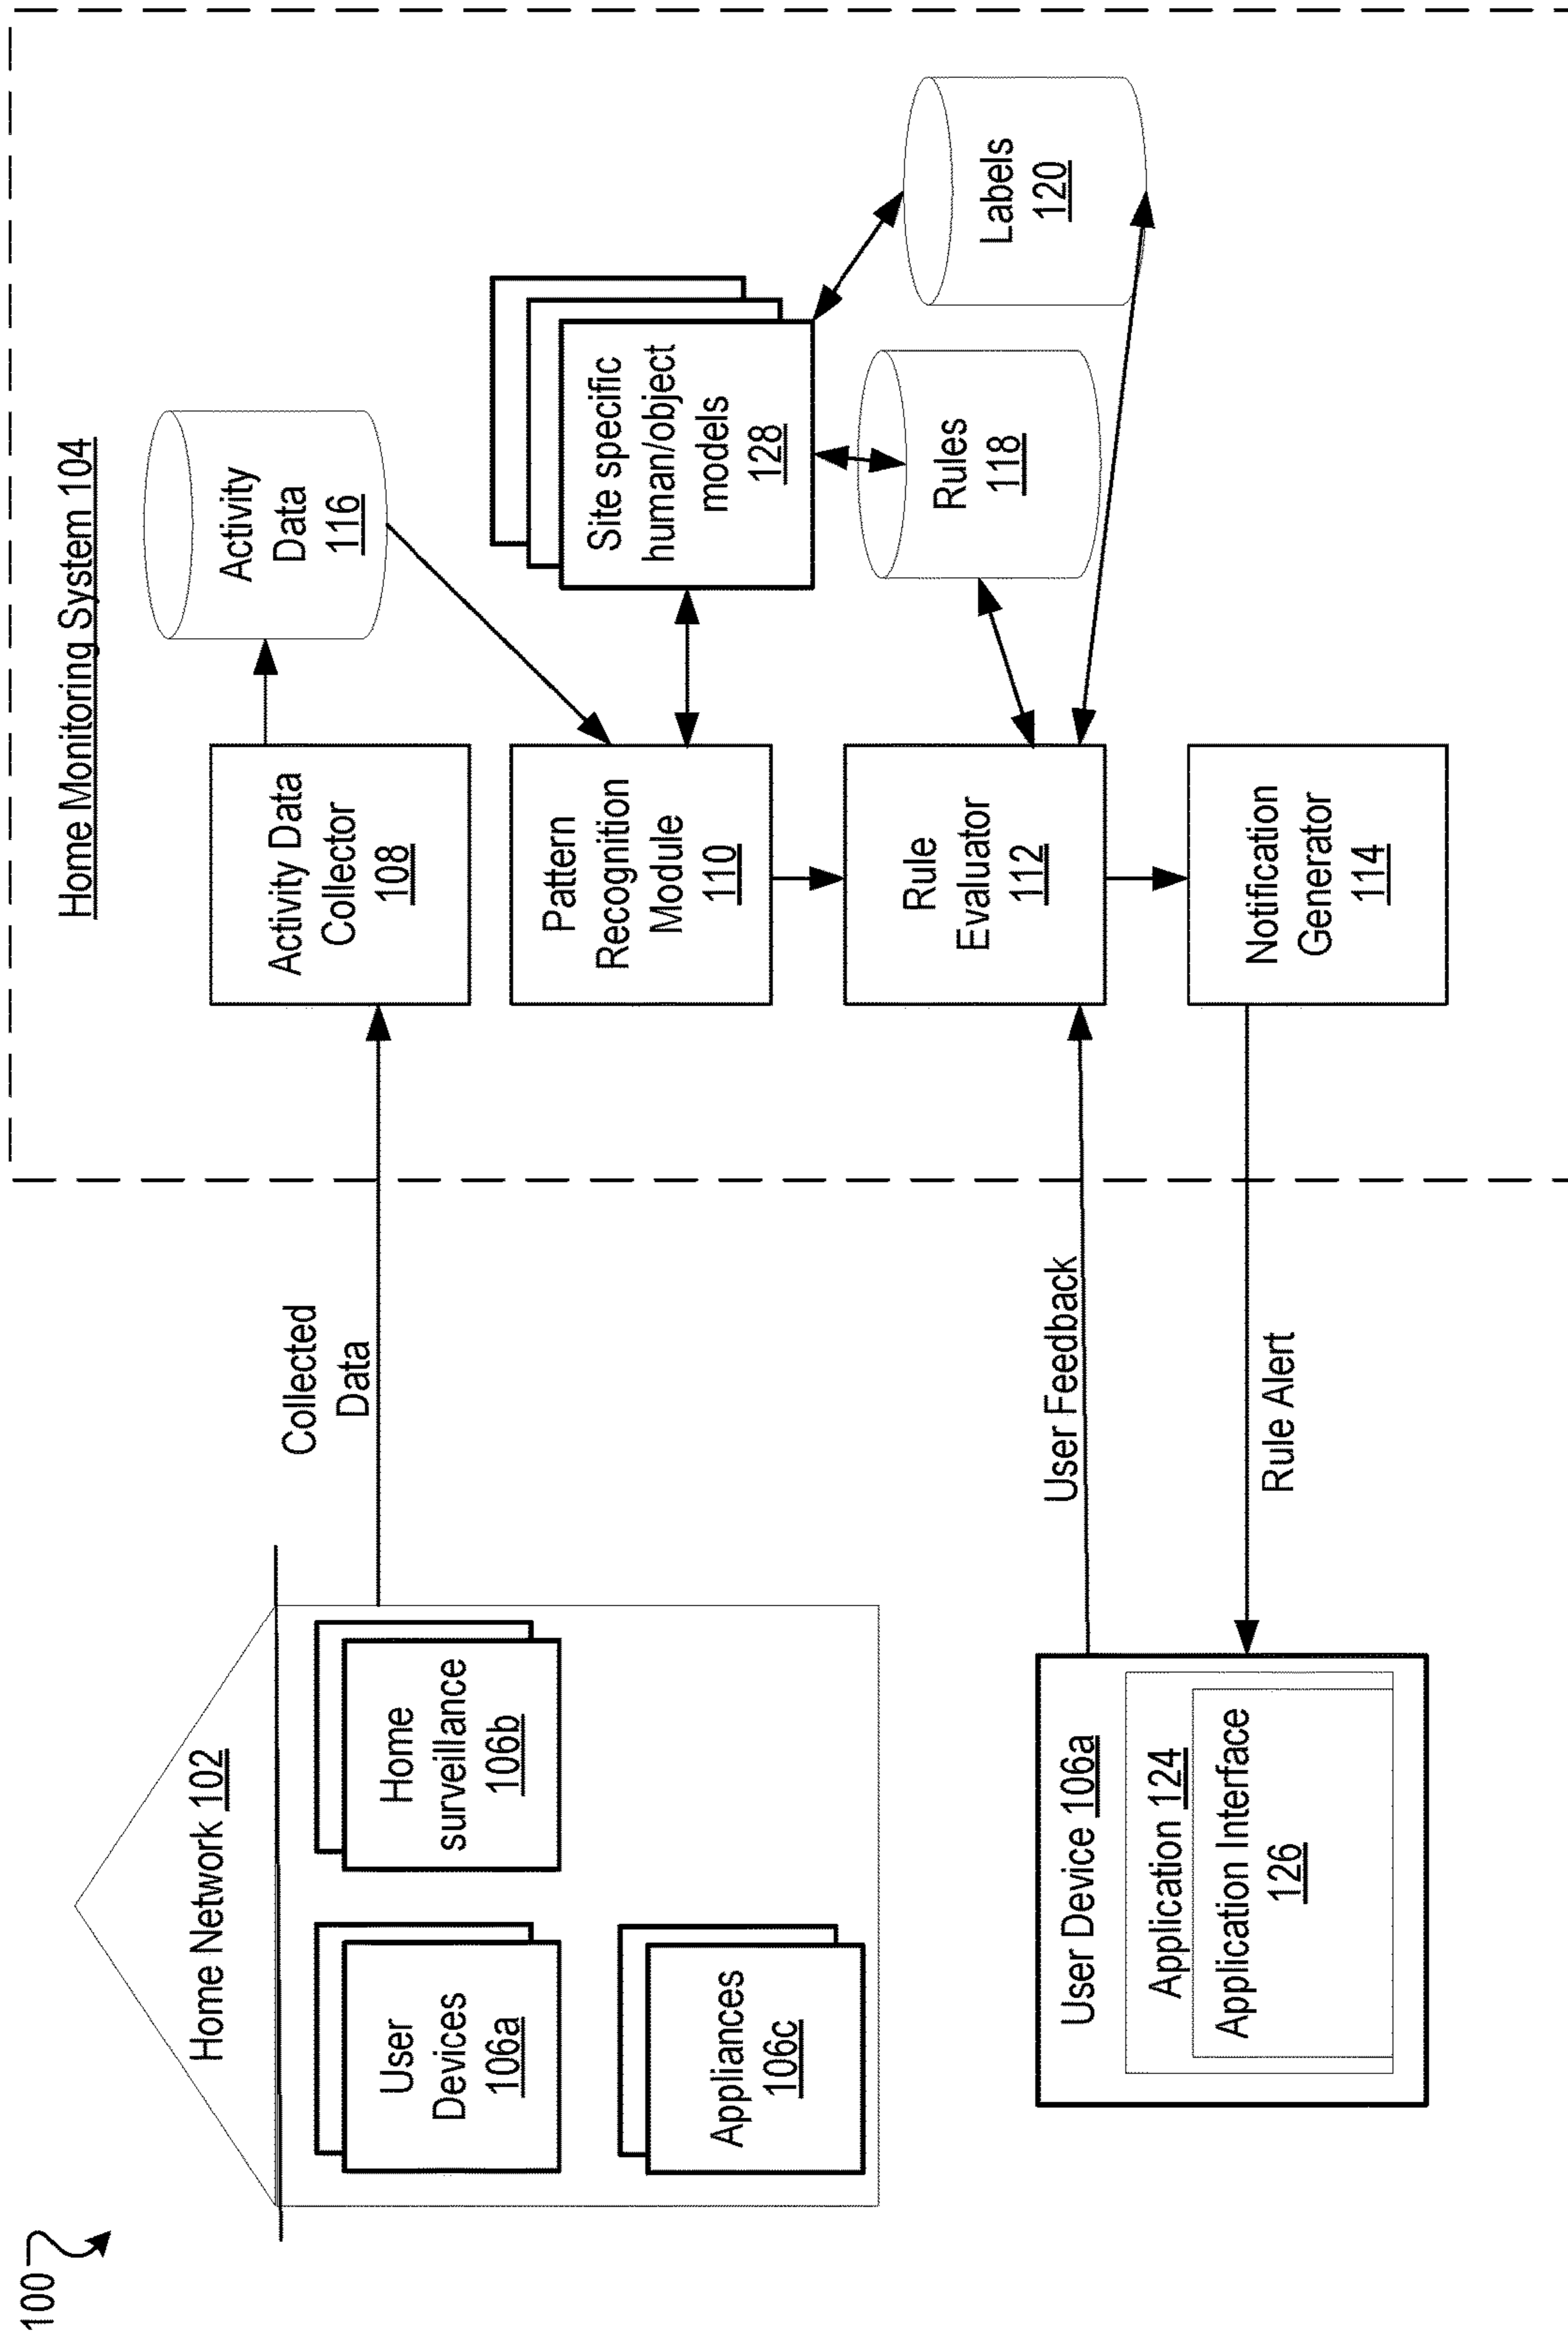 100
Home Network 102
User
Devices
106a
Home
surveillance
106b
Appliances
106c
Collected
Data
Home Monitoring System 104
Activity Data
Collector
108
Activity
Data
116
Pattern
Recognition
Module
110
Site specific
human/object
models
128
Rule
Evaluator
112
Rules
118
Labels
120
Notification
Generator
114
User Feedback
Rule Alert
User Device 106a
Application 124
Application Interface
126